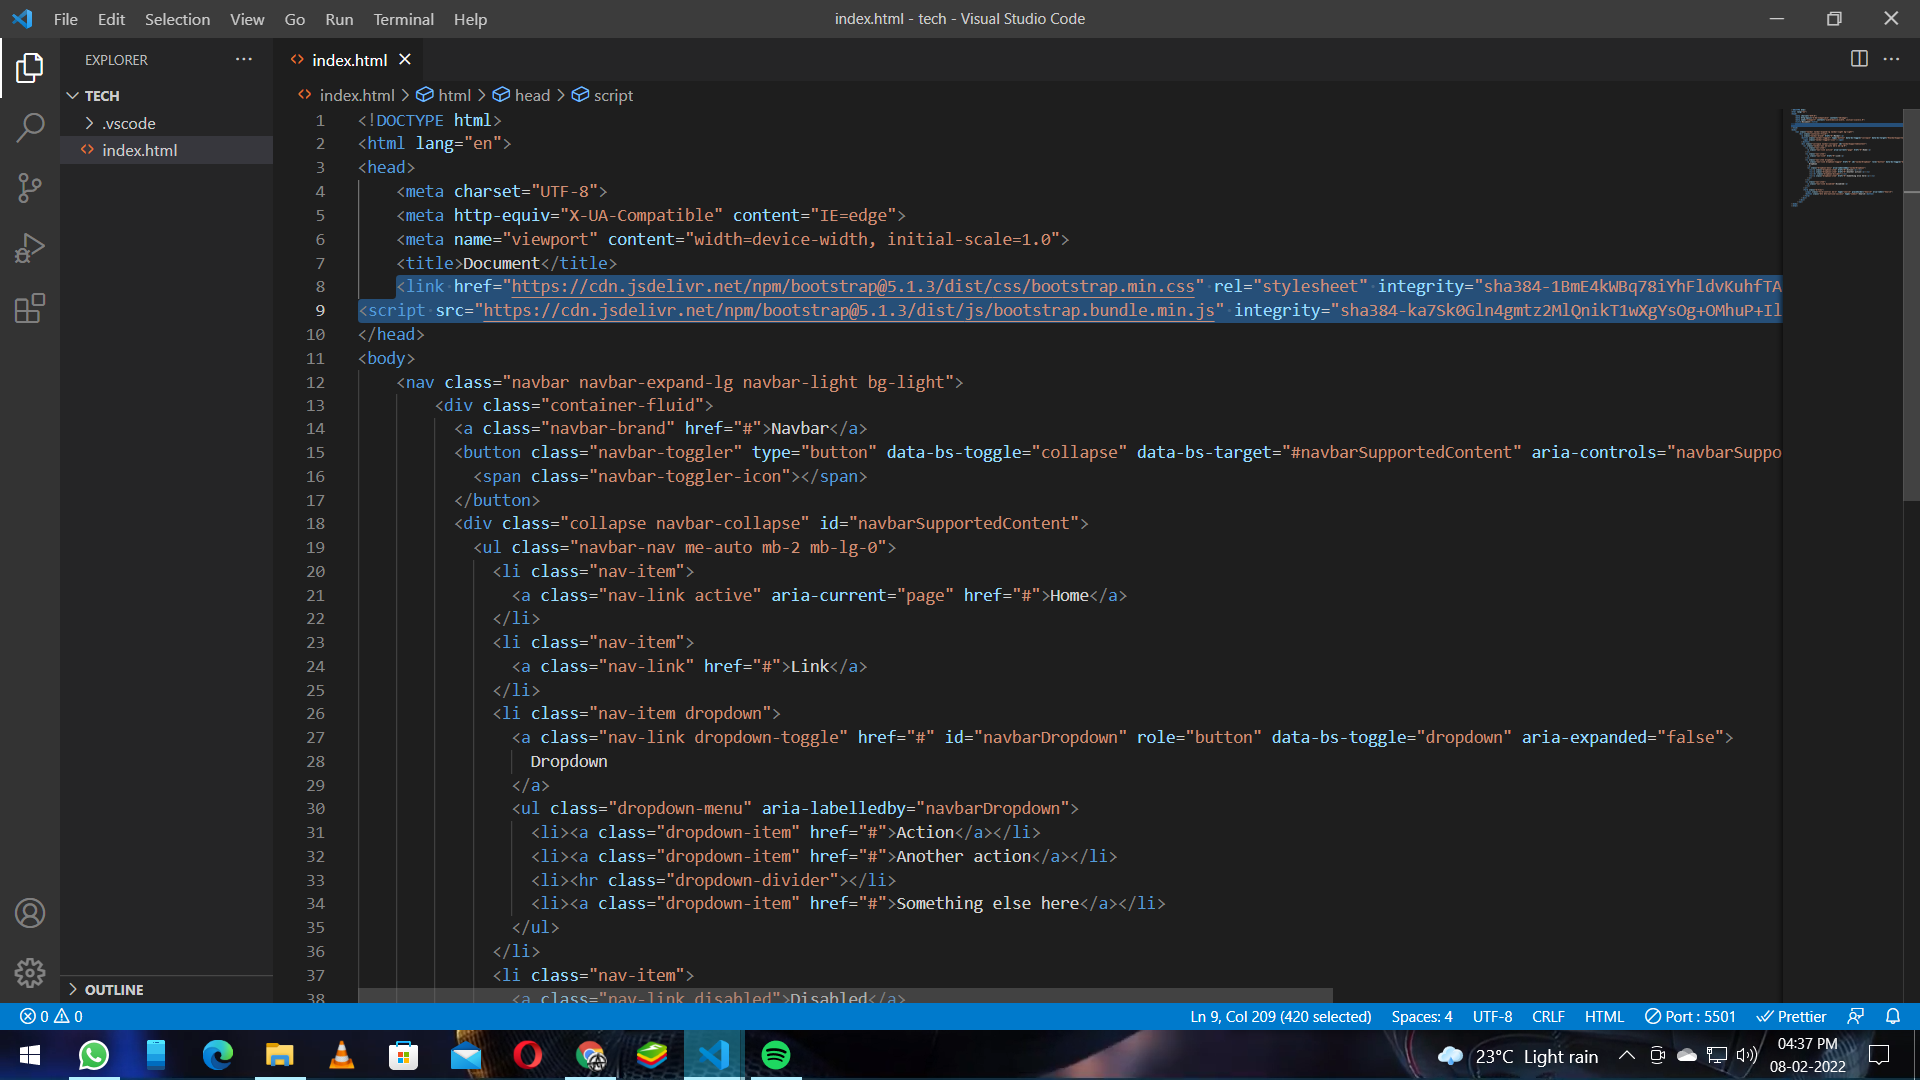 File Edit Selection View Go Run Terminal Help
index.html - tech - Visual Studio Code
EXPLORER
TECH
.vscode
index.html
OUTLINE
index.html
index.html > html > head > script
1 <!DOCTYPE html>
2 <html lang="en">
3 <head>
4 <meta charset="UTF-8">
5 <meta http-equiv="X-UA-Compatible" content="IE=edge">
6 <meta name="viewport" content="width=device-width, initial-scale=1.0">
7 <title>Document</title>
8 <link href="https://cdn.jsdelivr.net/npm/bootstrap@5.1.3/dist/css/bootstrap.min.css" rel="stylesheet" integrity="sha384-1BmE4kWBq78iYhFldvKuhfTA
9 <script src="https://cdn.jsdelivr.net/npm/bootstrap@5.1.3/dist/js/bootstrap.bundle.min.js" integrity="sha384-ka7Sk0Gln4gmtz2MlQnikT1wXgYsOg+OMhuP+Il
10 </head>
11 <body>
12 <nav class="navbar navbar-expand-lg navbar-light bg-light">
13 <div class="container-fluid">
14 <a class="navbar-brand" href="#">Navbar</a>
15 <button class="navbar-toggler" type="button" data-bs-toggle="collapse" data-bs-target="#navbarSupportedContent" aria-controls="navbarSuppo
16 <span class="navbar-toggler-icon"></span>
17 </button>
18 <div class="collapse navbar-collapse" id="navbarSupportedContent">
19 <ul class="navbar-nav me-auto mb-2 mb-lg-0">
20 <li class="nav-item">
21 <a class="nav-link active" aria-current="page" href="#">Home</a>
22 </li>
23 <li class="nav-item">
24 <a class="nav-link" href="#">Link</a>
25 </li>
26 <li class="nav-item dropdown">
27 <a class="nav-link dropdown-toggle" href="#" id="navbarDropdown" role="button" data-bs-toggle="dropdown" aria-expanded="false">
28 Dropdown
29 </a>
30 <ul class="dropdown-menu" aria-labelledby="navbarDropdown">
31 <li><a class="dropdown-item" href="#">Action</a></li>
32 <li><a class="dropdown-item" href="#">Another action</a></li>
33 <li><hr class="dropdown-divider"></li>
34 <li><a class="dropdown-item" href="#">Something else here</a></li>
35 </ul>
36 </li>
37 <li class="nav-item">
38 <a class="nav-link disabled">Disabled</a>
0 0
Ln 9, Col 209 (420 selected) Spaces: 4 UTF-8 CRLF HTML Port : 5501 Prettier
23°C Light rain
04:37 PM
08-02-2022